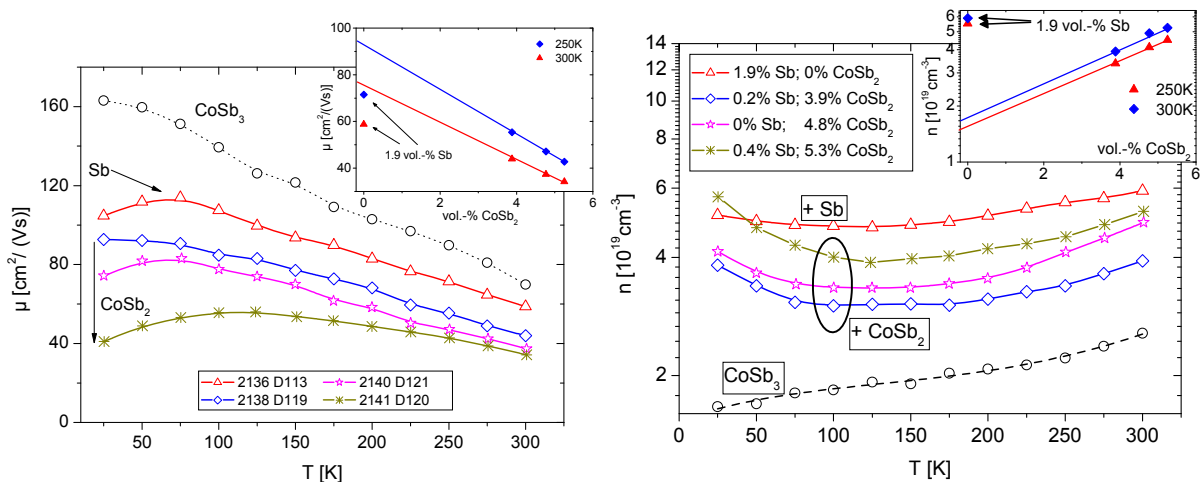 100
80
60
40
0
2
4
6
μ [cm²/(Vs)]
vol.-% CoSb₂
250K
300K
1.9 vol.-% Sb
160
120
80
40
0
50
100
150
200
250
300
μ [cm²/ (Vs)]
T [K]
CoSb₃
Sb
CoSb₂
2136 D113
2140 D121
2138 D119
2141 D120
6
5
4
3
2
1
0
2
4
6
n [10¹⁹cm⁻³]
vol.-% CoSb₂
1.9 vol.-% Sb
250K
300K
14
12
10
8
6
4
2
0
50
100
150
200
250
300
n [10¹⁹ cm⁻³]
T [K]
1.9% Sb; 0% CoSb₂
0.2% Sb; 3.9% CoSb₂
0% Sb; 4.8% CoSb₂
0.4% Sb; 5.3% CoSb₂
+ Sb
+ CoSb₂
CoSb₃